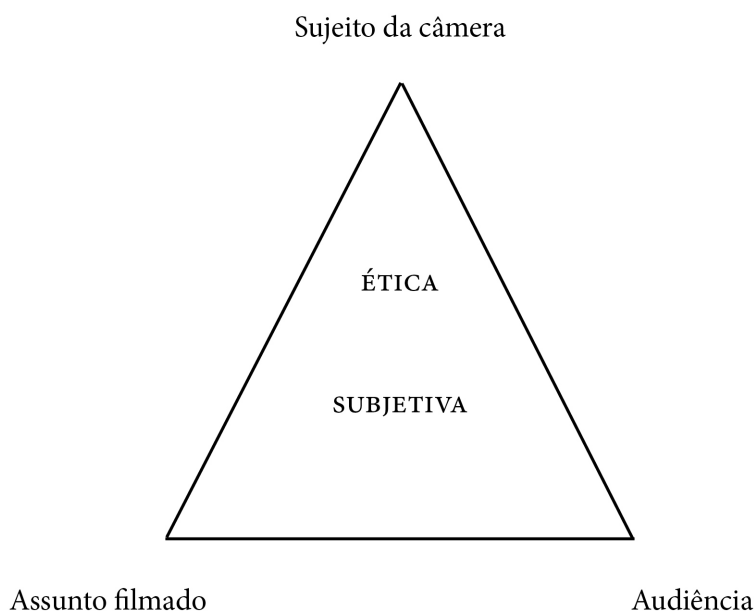 Sujeito da câmera
ÉTICA
SUBJETIVA
Assunto filmado
Audiência